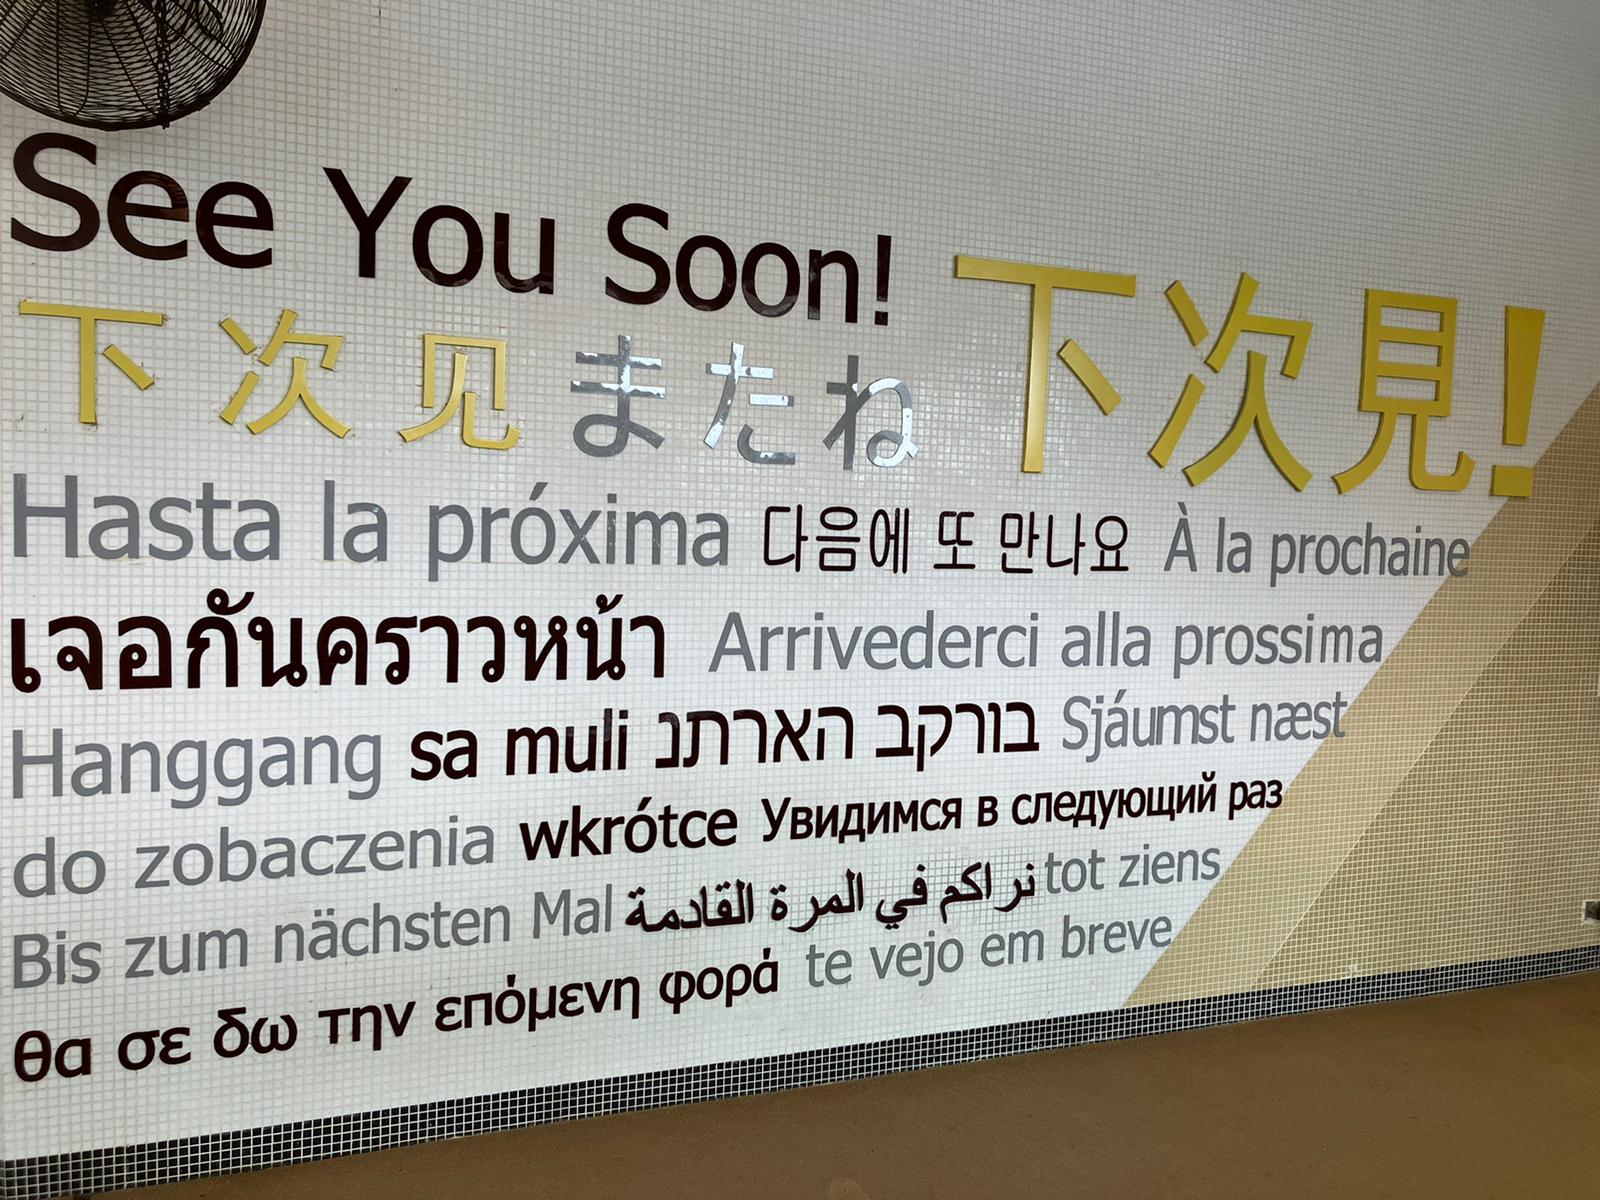 See You Soon! 下次見!
下次见 またね
Hasta la próxima 다음에 또 만나요 À la prochaine
เจอกันคราวหน้า Arrivederci alla prossima
Hanggang sa muli בורקב הארתנ Sjáumst næst
do zobaczenia wkrótce Увидимся в следующий раз
Bis zum nächsten Mal نراكم في المرة القادمة tot ziens
θα σε δω την επόμενη φορά te vejo em breve